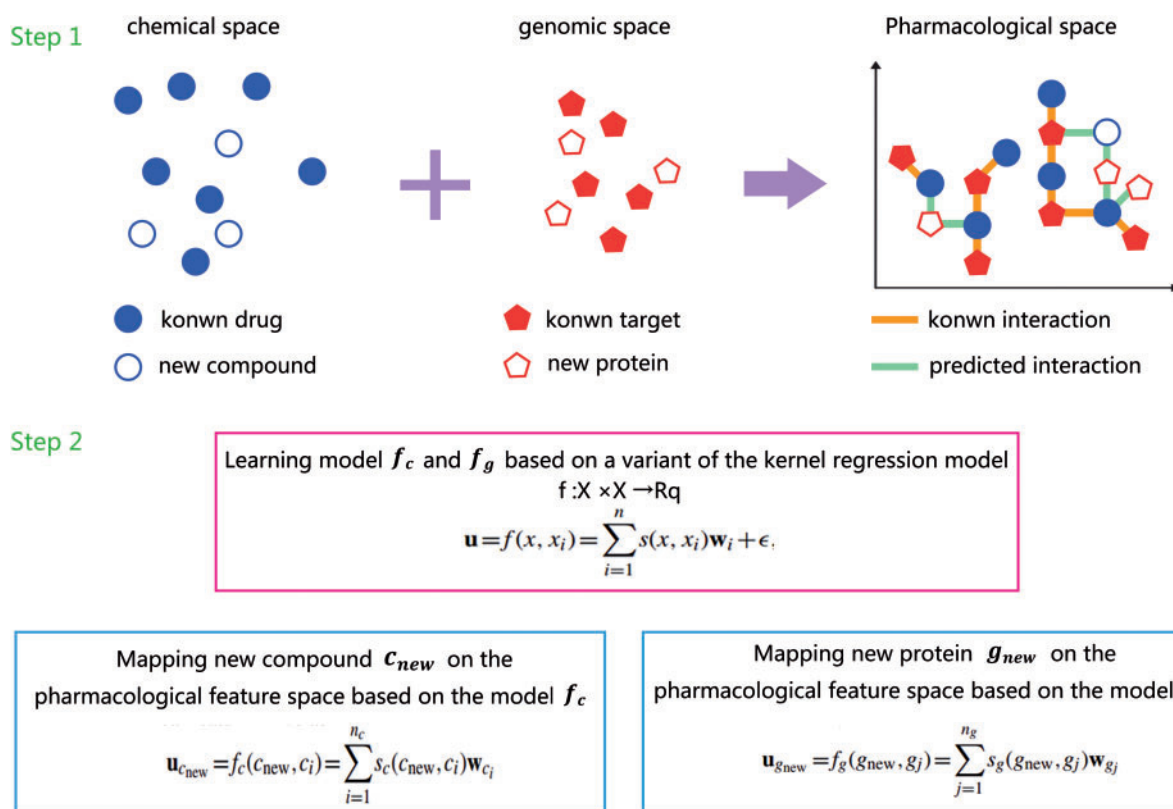 Step 1
chemical space
genomic space
Pharmacological space
konwn drug
konwn target
konwn interaction
new compound
new protein
predicted interaction
Step 2
Learning model f_c and f_g based on a variant of the kernel regression model
f :X ×X →Rq
u = f(x, x_i) = ∑_{i=1}^{n} s(x, x_i)w_i + ϵ,
Mapping new compound c_new on the
pharmacological feature space based on the model f_c
u_{c_new} = f_c(c_new, c_i) = ∑_{i=1}^{n_c} s_c(c_new, c_i)w_{c_i}
Mapping new protein g_new on the
pharmacological feature space based on the model
u_{g_new} = f_g(g_new, g_j) = ∑_{j=1}^{n_g} s_g(g_new, g_j)w_{g_j}